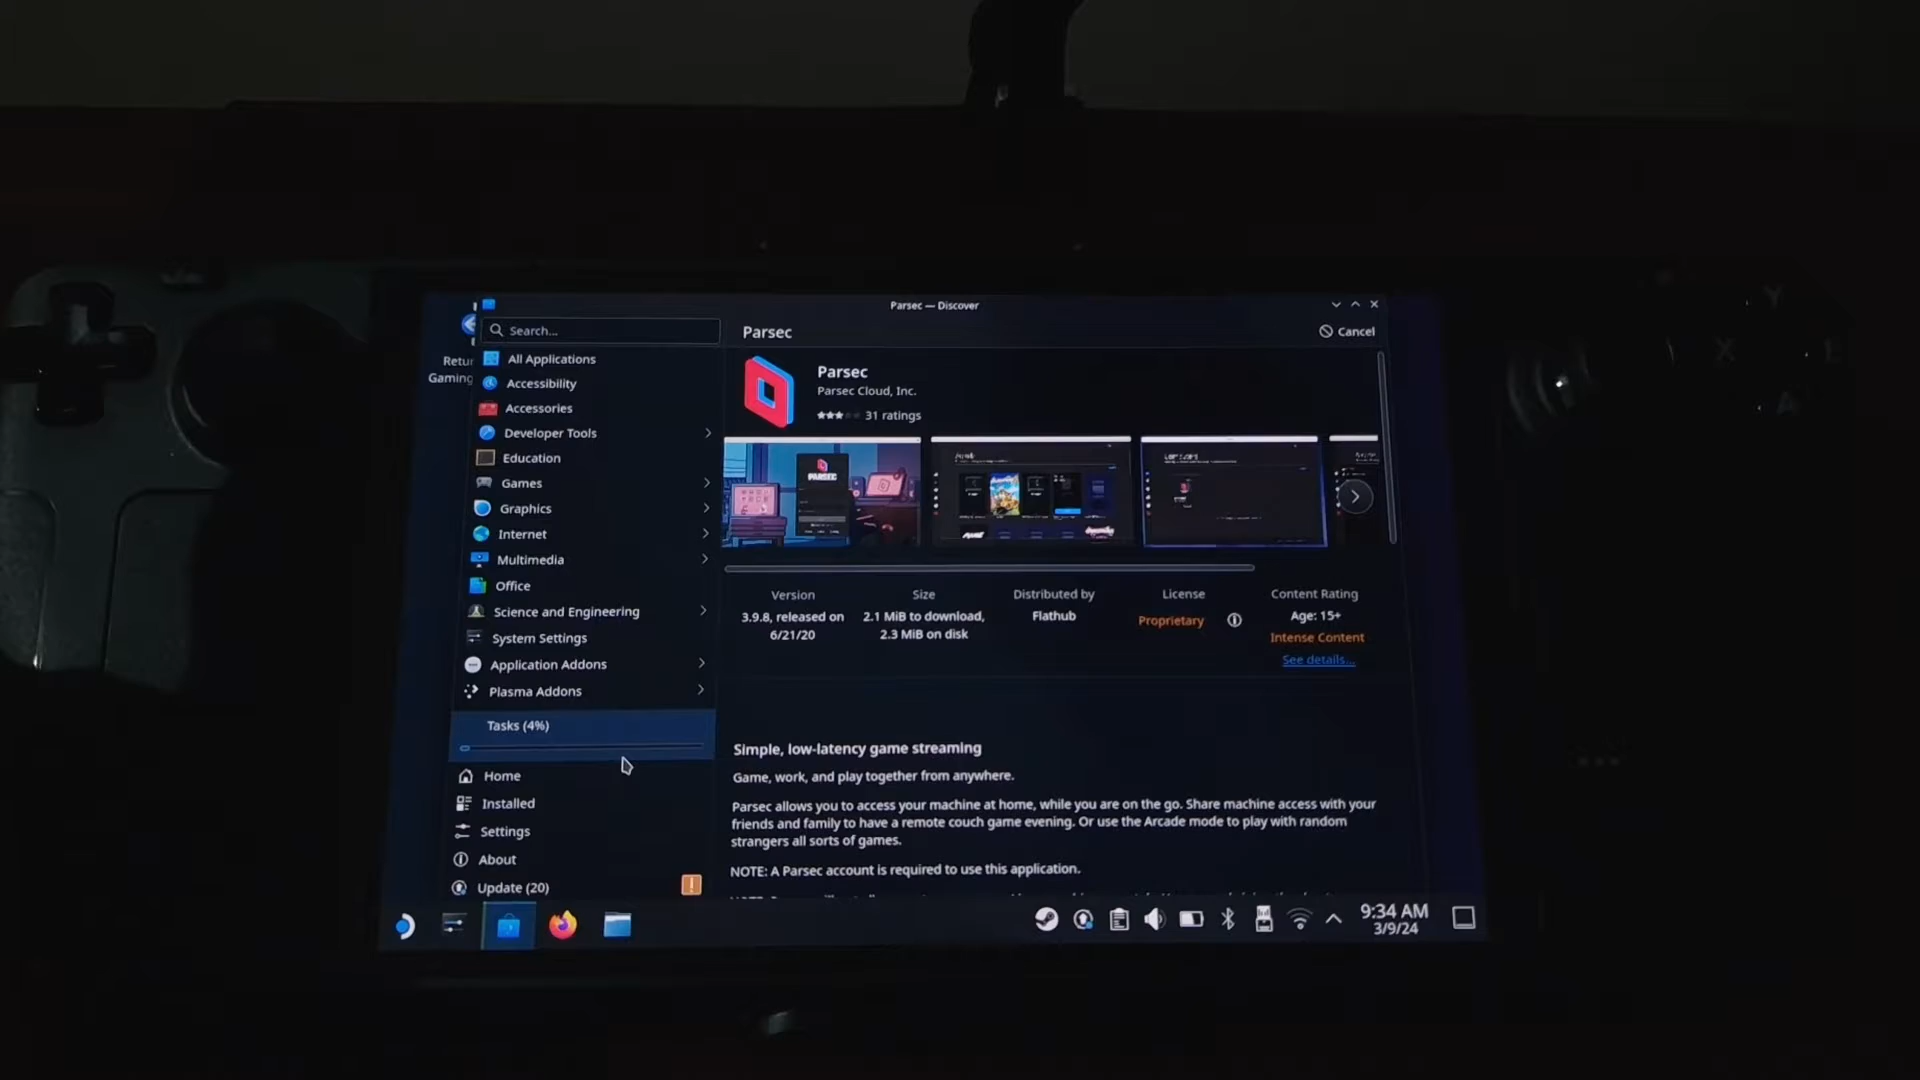 Parsec — Discover
Search...
Parsec
Cancel
Retur
Gaming
All Applications
Accessibility
Accessories
Developer Tools
Education
Games
Graphics
Internet
Multimedia
Office
Science and Engineering
System Settings
Application Addons
Plasma Addons
Tasks (4%)
Home
Installed
Settings
About
Update (20)
Parsec
Parsec Cloud, Inc.
31 ratings
PARSEC
Version
3.9.8, released on
6/21/20
Size
2.1 MiB to download,
2.3 MiB on disk
Distributed by
Flathub
License
Proprietary
Content Rating
Age: 15+
Intense Content
See details...
Simple, low-latency game streaming
Game, work, and play together from anywhere.
Parsec allows you to access your machine at home, while you are on the go. Share machine access with your
friends and family to have a remote couch game evening. Or use the Arcade mode to play with random
strangers all sorts of games.
NOTE: A Parsec account is required to use this application.
9:34 AM
3/9/24
Y
X
A